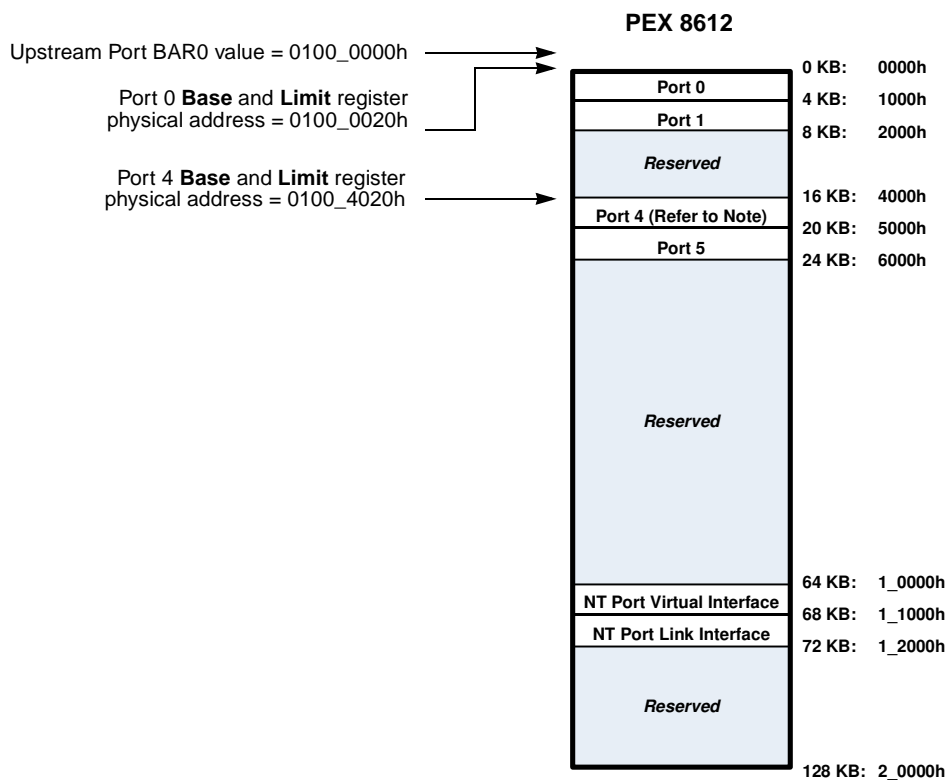 PEX 8612
Upstream Port BAR0 value = 0100_0000h
Port 0 Base and Limit register
physical address = 0100_0020h
Port 4 Base and Limit register
physical address = 0100_4020h
0 KB: 0000h
Port 0
4 KB: 1000h
Port 1
8 KB: 2000h
Reserved
16 KB: 4000h
Port 4 (Refer to Note)
20 KB: 5000h
Port 5
24 KB: 6000h
Reserved
64 KB: 1_0000h
NT Port Virtual Interface
68 KB: 1_1000h
NT Port Link Interface
72 KB: 1_2000h
Reserved
128 KB: 2_0000h